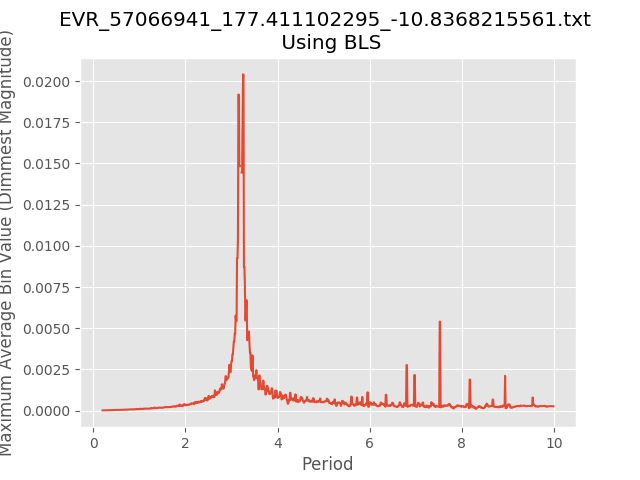 EVR_57066941_177.411102295_-10.8368215561.txt
Using BLS
Maximum Average Bin Value (Dimmest Magnitude)
0.0200
0.0175
0.0150
0.0125
0.0100
0.0075
0.0050
0.0025
0.0000
0 2 4 6 8 10
Period